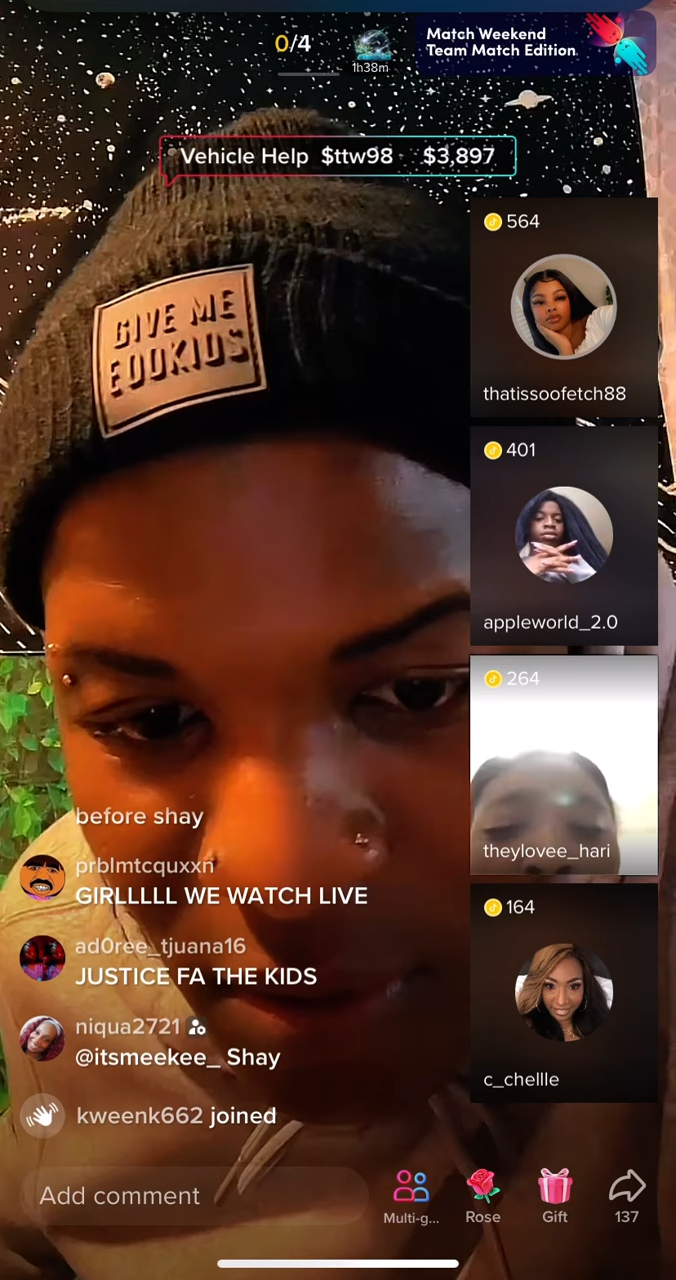 0/4
1h38m
Match Weekend
Team Match Edition
Vehicle Help $ttw98 $3,897
GIVE ME
EOOKIOS
564
thatissoofetch88
401
appleworld_2.0
264
theylovee_hari
164
c_chellle
before shay
prblmtcquxxn
GIRLLLLL WE WATCH LIVE
ad0ree_tjuana16
JUSTICE FA THE KIDS
niqua2721
@itsmeekee_ Shay
kweenk662 joined
Add comment
Multi-g...
Rose
Gift
137